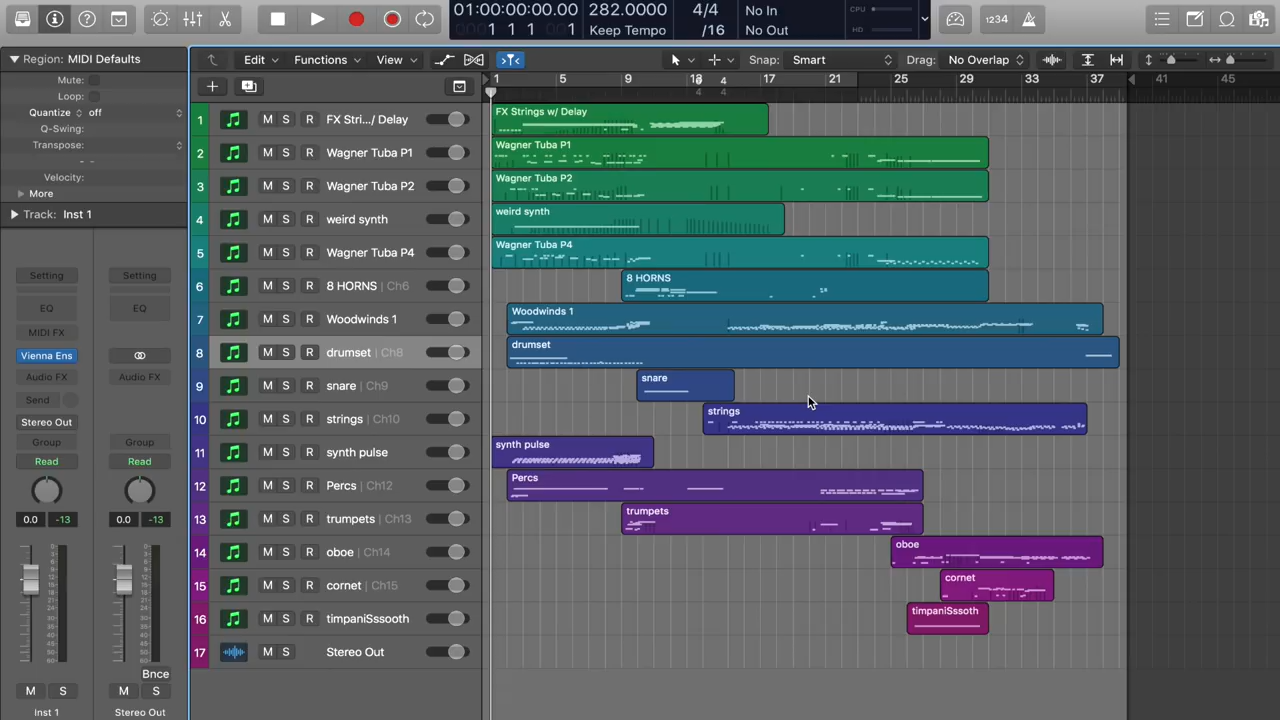 01:00:00:00.00
1 1 1 1
282.0000
Keep Tempo
4/4
/16
No In
No Out
CPU
HD
1234
Region: MIDI Defaults
Edit
Functions
View
Snap: Smart
Drag: No Overlap
Mute:
Loop:
Quantize off
Q-Swing:
Transpose:
Velocity:
More
Track: Inst 1
1 5 9 13 17 21 25 29 33 37 41 45
4 4
4 4
1 FX Stri.../ Delay M S R
2 Wagner Tuba P1 M S R
3 Wagner Tuba P2 M S R
4 weird synth M S R
5 Wagner Tuba P4 M S R
6 8 HORNS | Ch6 M S R
7 Woodwinds 1 M S R
8 drumset | Ch8 M S R
9 snare | Ch9 M S R
10 strings | Ch10 M S R
11 synth pulse M S R
12 Percs | Ch12 M S R
13 trumpets | Ch13 M S R
14 oboe | Ch14 M S R
15 cornet | Ch15 M S R
16 timpaniSssooth M S R
17 Stereo Out M S
FX Strings w/ Delay
Wagner Tuba P1
Wagner Tuba P2
weird synth
Wagner Tuba P4
8 HORNS
Woodwinds 1
drumset
snare
strings
synth pulse
Percs
trumpets
oboe
cornet
timpaniSssoth
Setting Setting
EQ EQ
MIDI FX
Vienna Ens
Audio FX Audio FX
Send
Stereo Out
Group Group
Read Read
0.0 -13 0.0 -13
Bnce
M S M S
Inst 1 Stereo Out